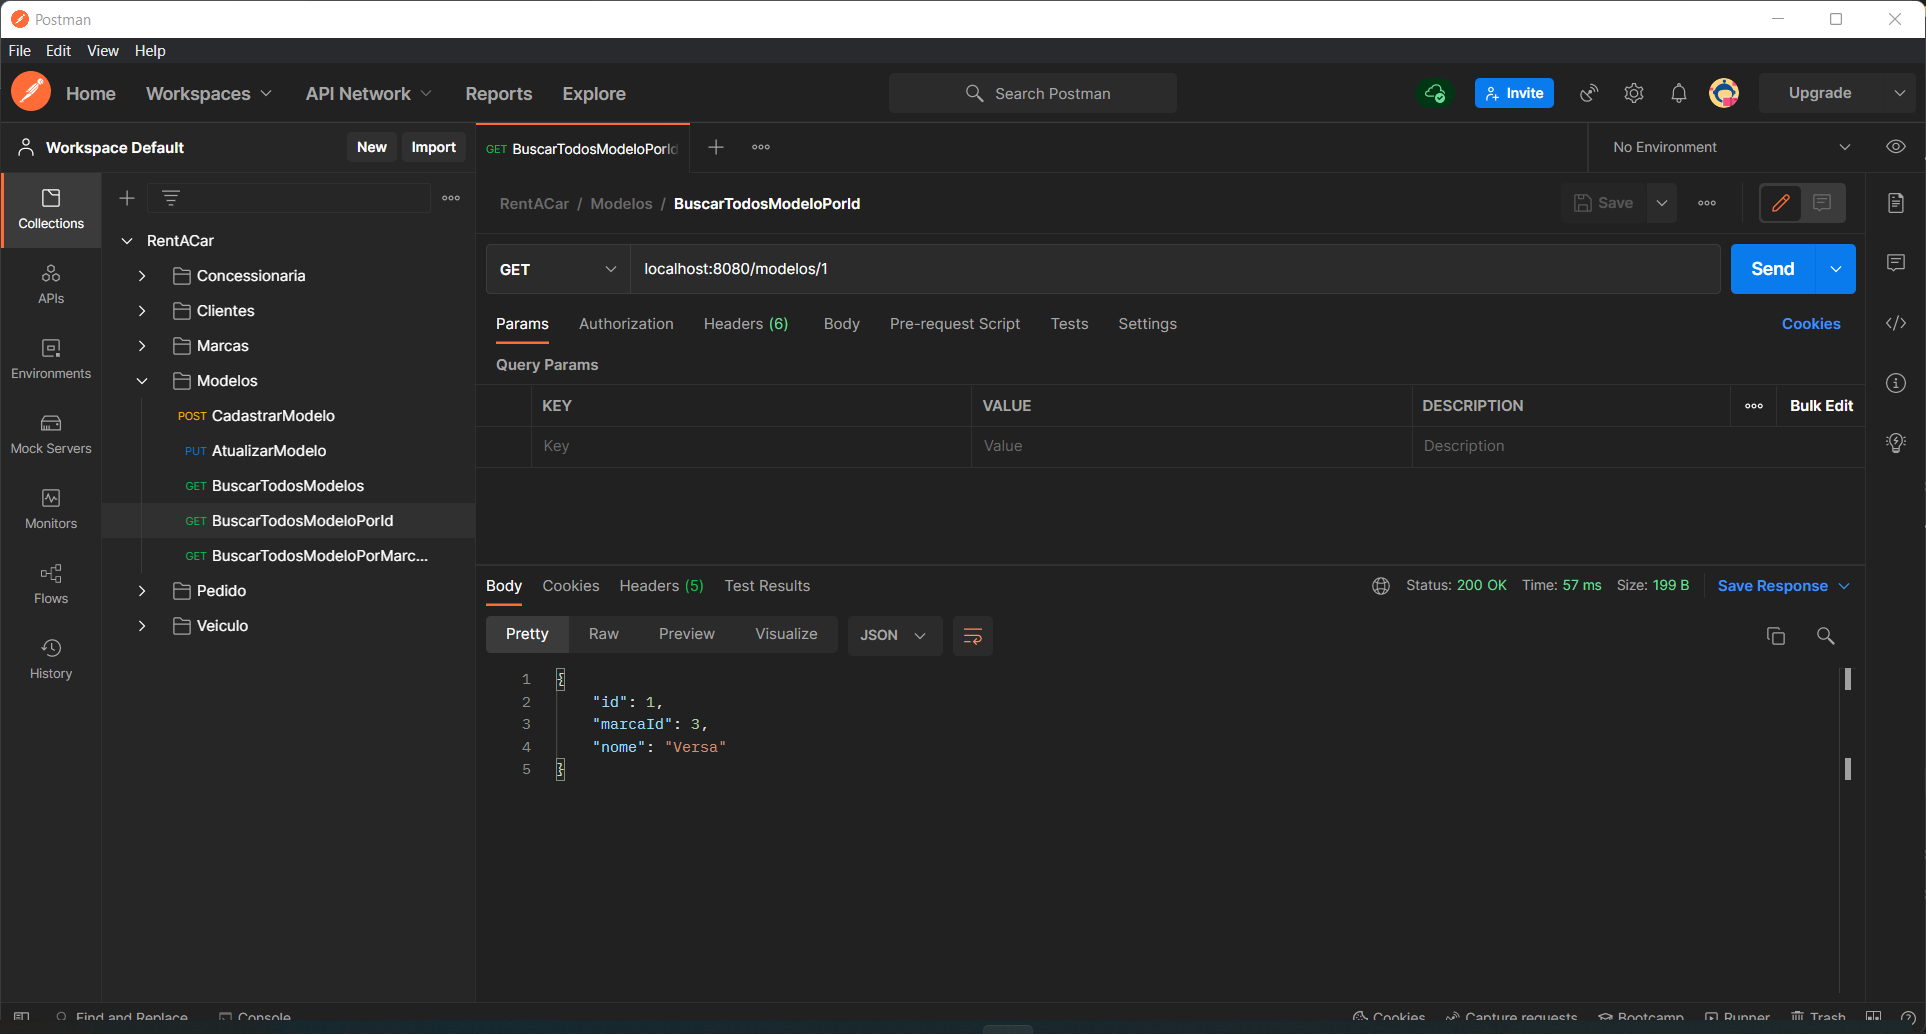 Postman
File Edit View Help
Home Workspaces API Network Reports Explore Search Postman Invite Upgrade
Workspace Default New Import GET BuscarTodosModeloPorId No Environment
Collections
APIs
Environments
Mock Servers
Monitors
Flows
History
RentACar
Concessionaria
Clientes
Marcas
Modelos
POST CadastrarModelo
PUT AtualizarModelo
GET BuscarTodosModelos
GET BuscarTodosModeloPorId
GET BuscarTodosModeloPorMarc...
Pedido
Veiculo
RentACar / Modelos / BuscarTodosModeloPorId Save
GET localhost:8080/modelos/1 Send
Params Authorization Headers (6) Body Pre-request Script Tests Settings Cookies
Query Params
KEY VALUE DESCRIPTION Bulk Edit
Key Value Description
Body Cookies Headers (5) Test Results Status: 200 OK Time: 57 ms Size: 199 B Save Response
Pretty Raw Preview Visualize JSON
1 {
2 "id": 1,
3 "marcaId": 3,
4 "nome": "Versa"
5 }
Find and Replace Console Cookies Capture requests Bootcamp Runner Trash